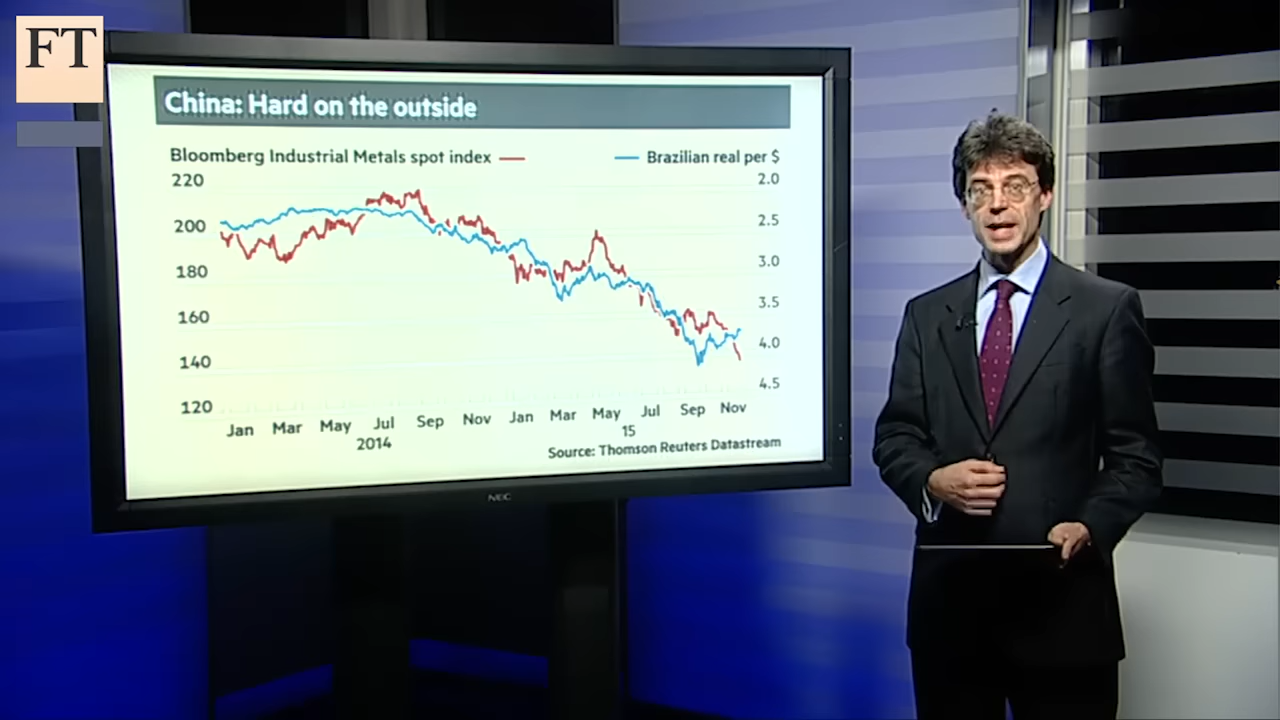 FT
China: Hard on the outside
Bloomberg Industrial Metals spot index
Brazilian real per $
220
200
180
160
140
120
2.0
2.5
3.0
3.5
4.0
4.5
Jan Mar May Jul Sep Nov Jan Mar May Jul Sep Nov
2014 15
Source: Thomson Reuters Datastream
NEC